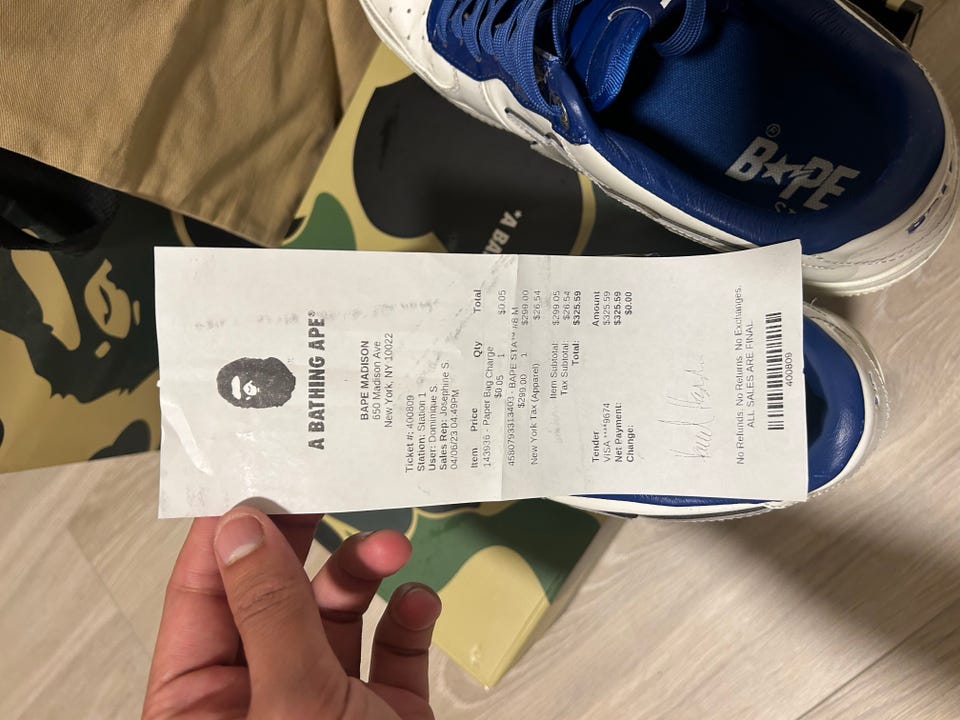 A BATHING APE®
BAPE MADISON
650 Madison Ave.
New York, NY 10022
Ticket #: 400809
Station: Station 1
User: Dominique S
Sales Rep: Josephine S
04/06/23 04:49PM
Item Price Qty Total
143936 - Paper Bag Charge
$0.05 1 $0.05
4580793313403 - BAPE STA™ #8 M
$299.00 1 $299.00
New York Tax (Apparel) $26.54
Item Subtotal: $299.05
Tax Subtotal: $26.54
Total: $325.59
Tender Amount
VISA ****9674 $325.59
Net Payment: $325.59
Change: $0.00
No Refunds. No Returns. No Exchanges.
ALL SALES ARE FINAL
400809
BAPE
®
STA
A BA